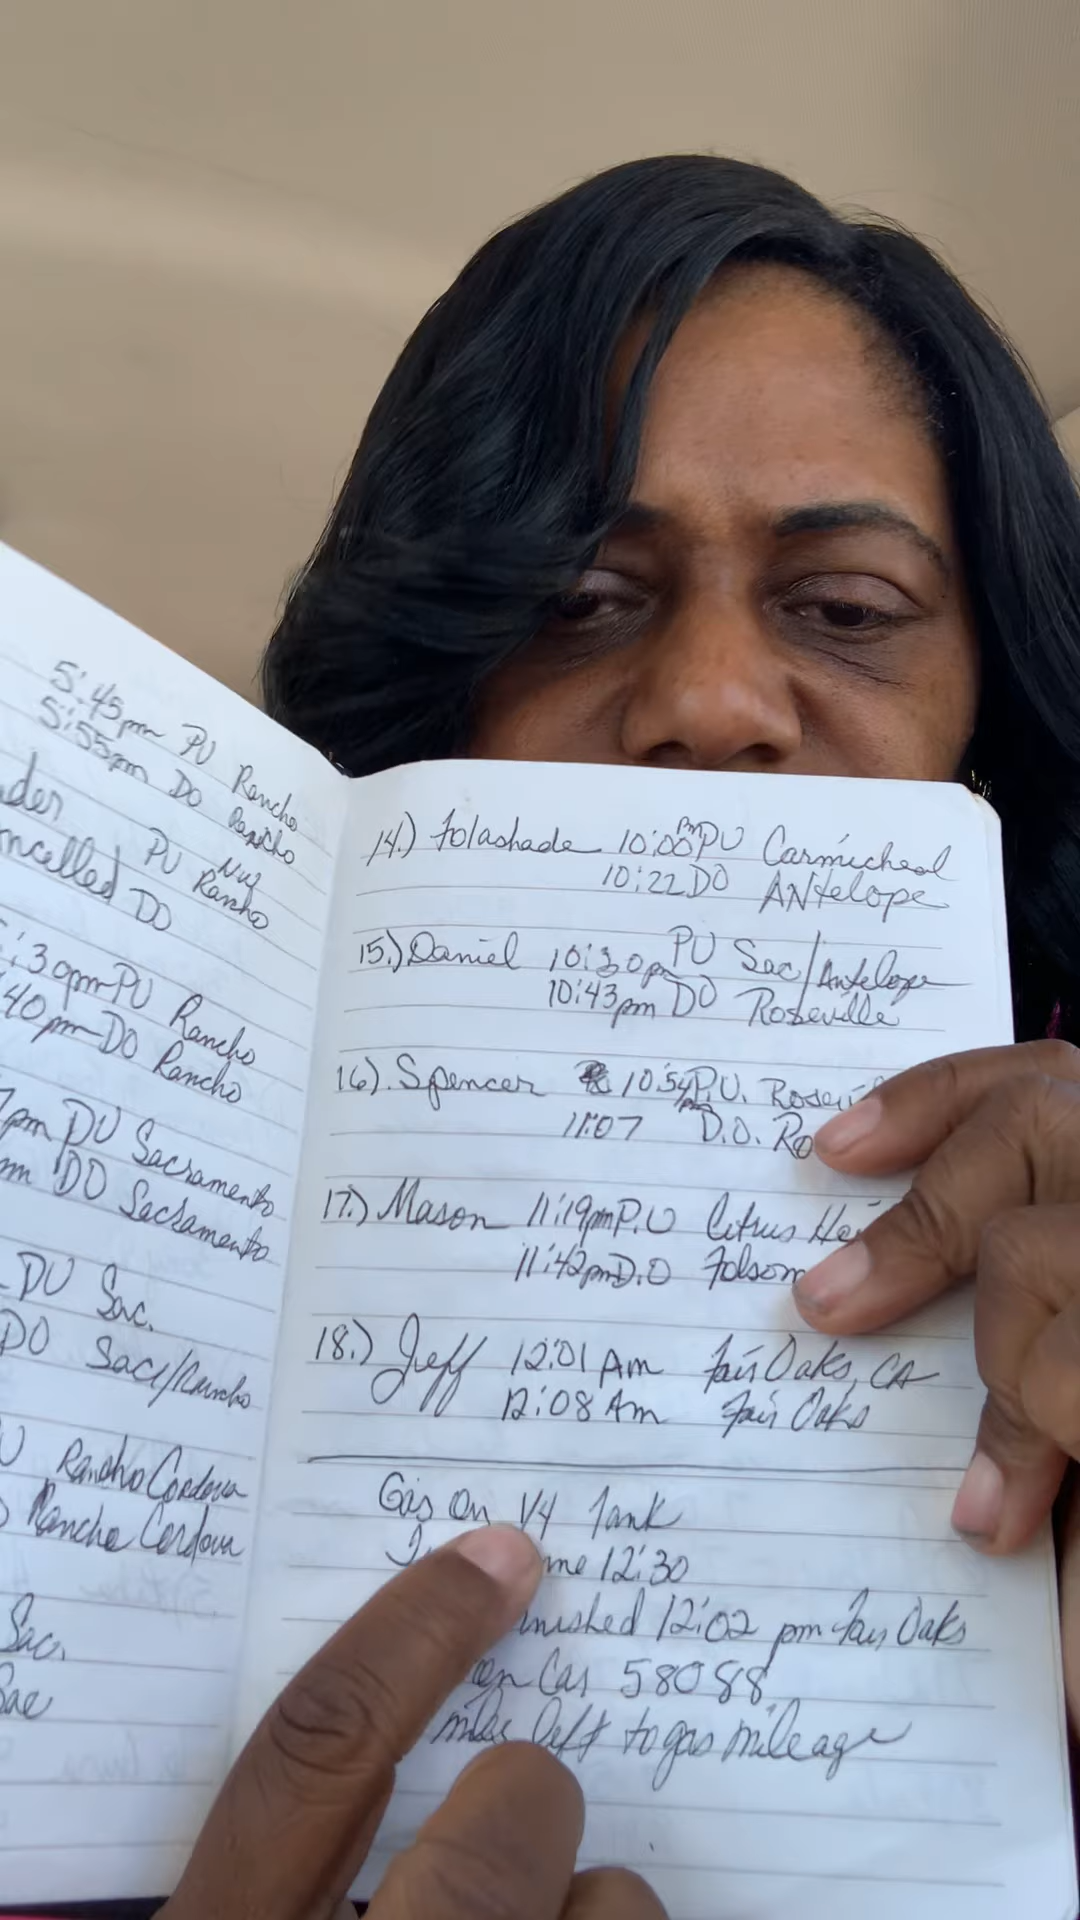 5:45pm PU Rancho
5:55pm DO Rancho
PU
Rancho
DO
:30pm PU Rancho
:40pm DO Rancho
pm PU Sacramento
DO Sacramento
PU Sac.
DO Sac/Rancho
Rancho Cordova
Rancho Cordova
Sac.
Sac
14.) Folashade 10:00pm PU Carmicheal
10:22 DO ANtelope
15.) Daniel 10:30pm PU Sac/Antelope
10:43pm DO Roseville
16). Spencer 10:54pm P.U.
11:07 D.O. Ro
17.) Mason 11:19pm P.U Citrus
11:42pm D.O Folsom
18.) Jeff 12:01 Am Fair Oaks, CA
12:08 Am Fair Oaks
Gas on 1/4 Tank
12:30
12:02 pm Fair Oaks
on Car 58088
miles left to gas mileage